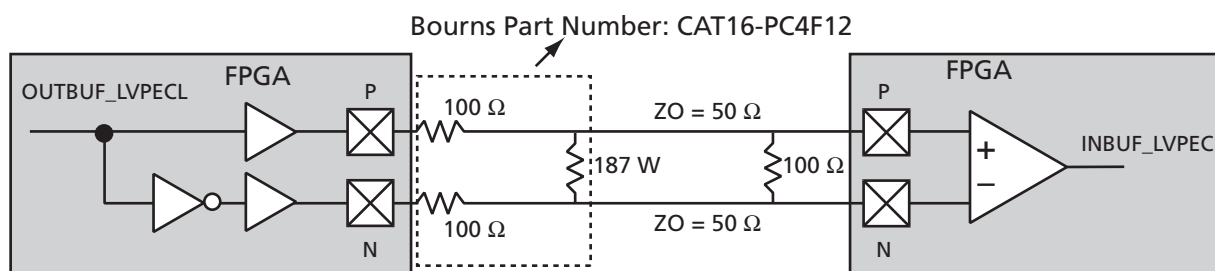 Bourns Part Number: CAT16-PC4F12
FPGA
FPGA
OUTBUF_LVPECL
P
P
100 Ω
ZO = 50 Ω
187 W
100 Ω
INBUF_LVPEC
+
−
100 Ω
ZO = 50 Ω
N
N